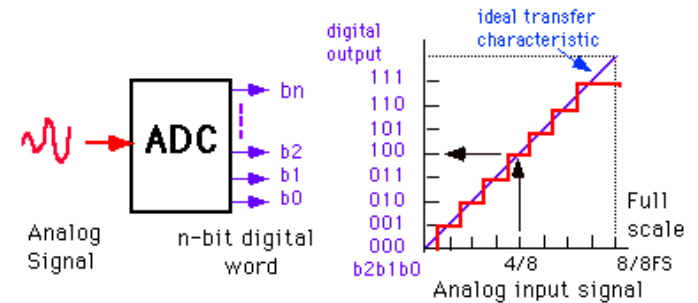 ADC
bn
b2
b1
b0
Analog
Signal
n-bit digital
word
digital
output
ideal transfer
characteristic
111
110
101
100
011
010
001
000
b2b1b0
4/8
8/8FS
Full
scale
Analog input signal